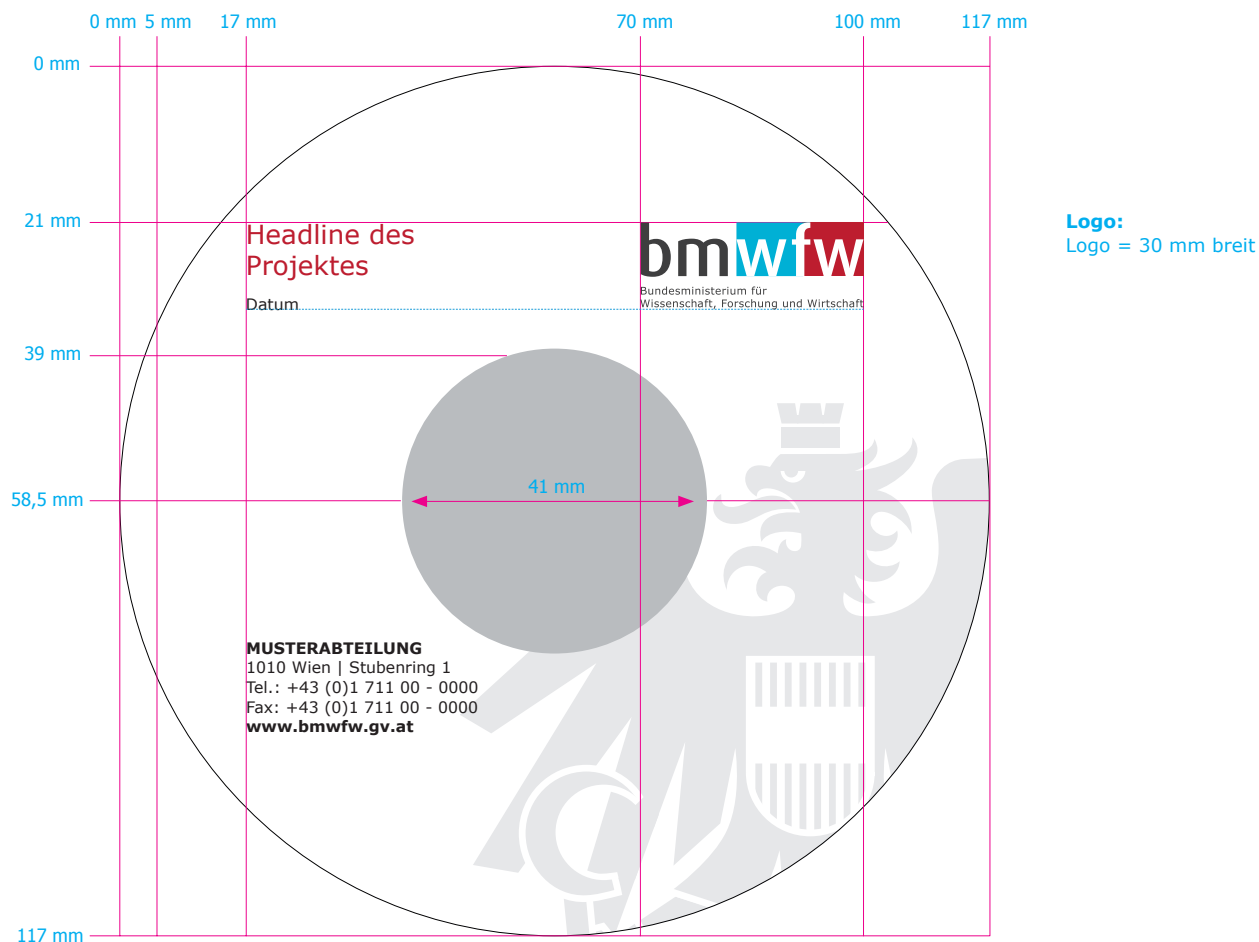 0 mm 5 mm 17 mm 70 mm 100 mm 117 mm
0 mm
21 mm
Logo:
Logo = 30 mm breit
Headline des
Projektes
bmwfw
Bundesministerium für
Wissenschaft, Forschung und Wirtschaft
Datum
39 mm
41 mm
58,5 mm
MUSTERABTEILUNG
1010 Wien | Stubenring 1
Tel.: +43 (0)1 711 00 - 0000
Fax: +43 (0)1 711 00 - 0000
www.bmwfw.gv.at
117 mm